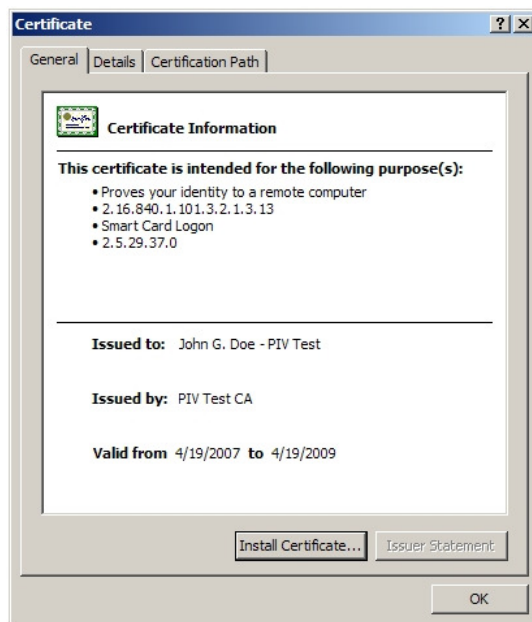 Certificate
General Details Certification Path
Certificate Information
This certificate is intended for the following purpose(s):
• Proves your identity to a remote computer
• 2.16.840.1.101.3.2.1.3.13
• Smart Card Logon
• 2.5.29.37.0
Issued to: John G. Doe - PIV Test
Issued by: PIV Test CA
Valid from 4/19/2007 to 4/19/2009
Install Certificate... Issuer Statement
OK